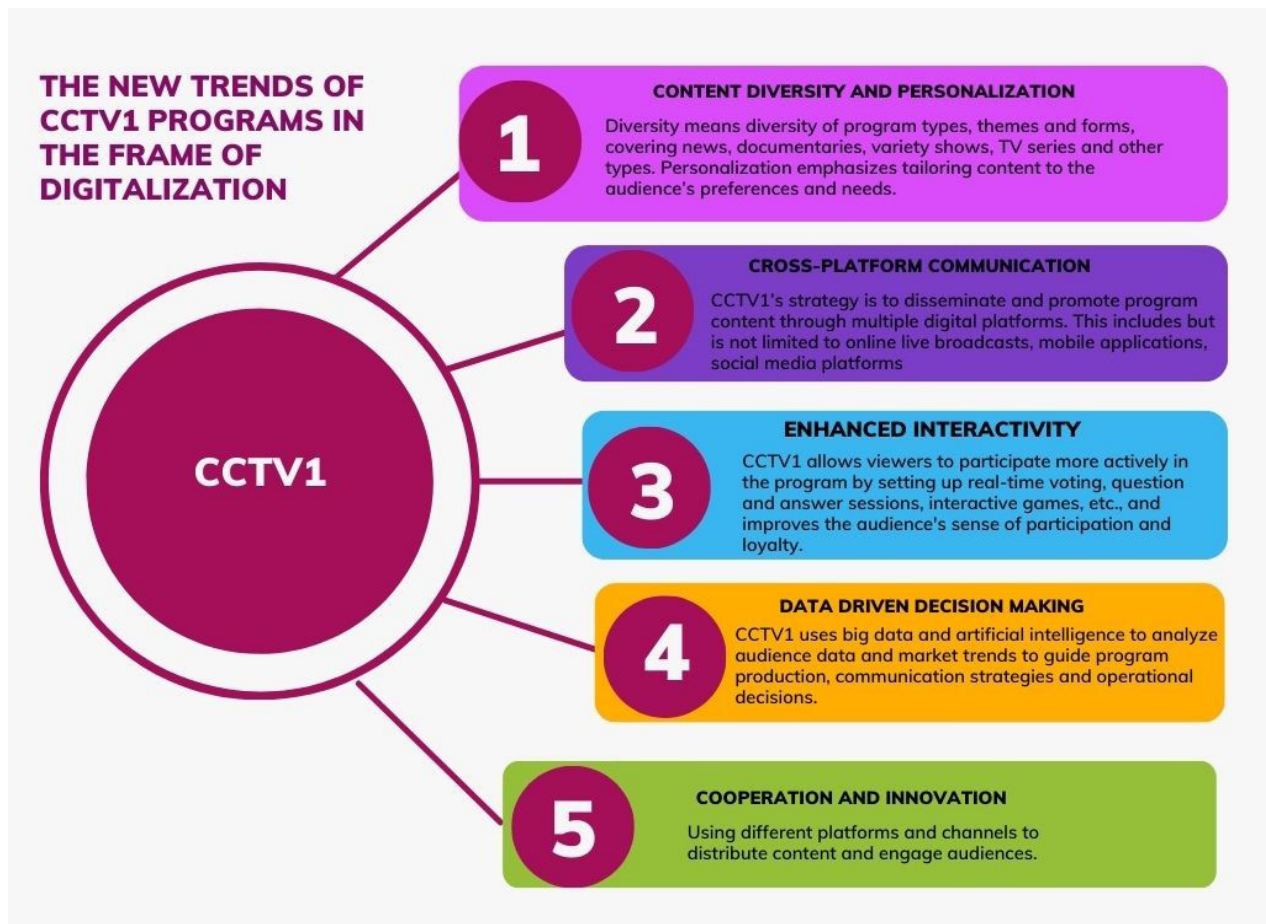 THE NEW TRENDS OF
CCTV1 PROGRAMS IN
THE FRAME OF
DIGITALIZATION
CCTV1
1
CONTENT DIVERSITY AND PERSONALIZATION
Diversity means diversity of program types, themes and forms,
covering news, documentaries, variety shows, TV series and other
types. Personalization emphasizes tailoring content to the
audience's preferences and needs.
2
CROSS-PLATFORM COMMUNICATION
CCTV1's strategy is to disseminate and promote program
content through multiple digital platforms. This includes but
is not limited to online live broadcasts, mobile applications,
social media platforms
3
ENHANCED INTERACTIVITY
CCTV1 allows viewers to participate more actively in
the program by setting up real-time voting, question
and answer sessions, interactive games, etc., and
improves the audience's sense of participation and
loyalty.
4
DATA DRIVEN DECISION MAKING
CCTV1 uses big data and artificial intelligence to analyze
audience data and market trends to guide program
production, communication strategies and operational
decisions.
5
COOPERATION AND INNOVATION
Using different platforms and channels to
distribute content and engage audiences.